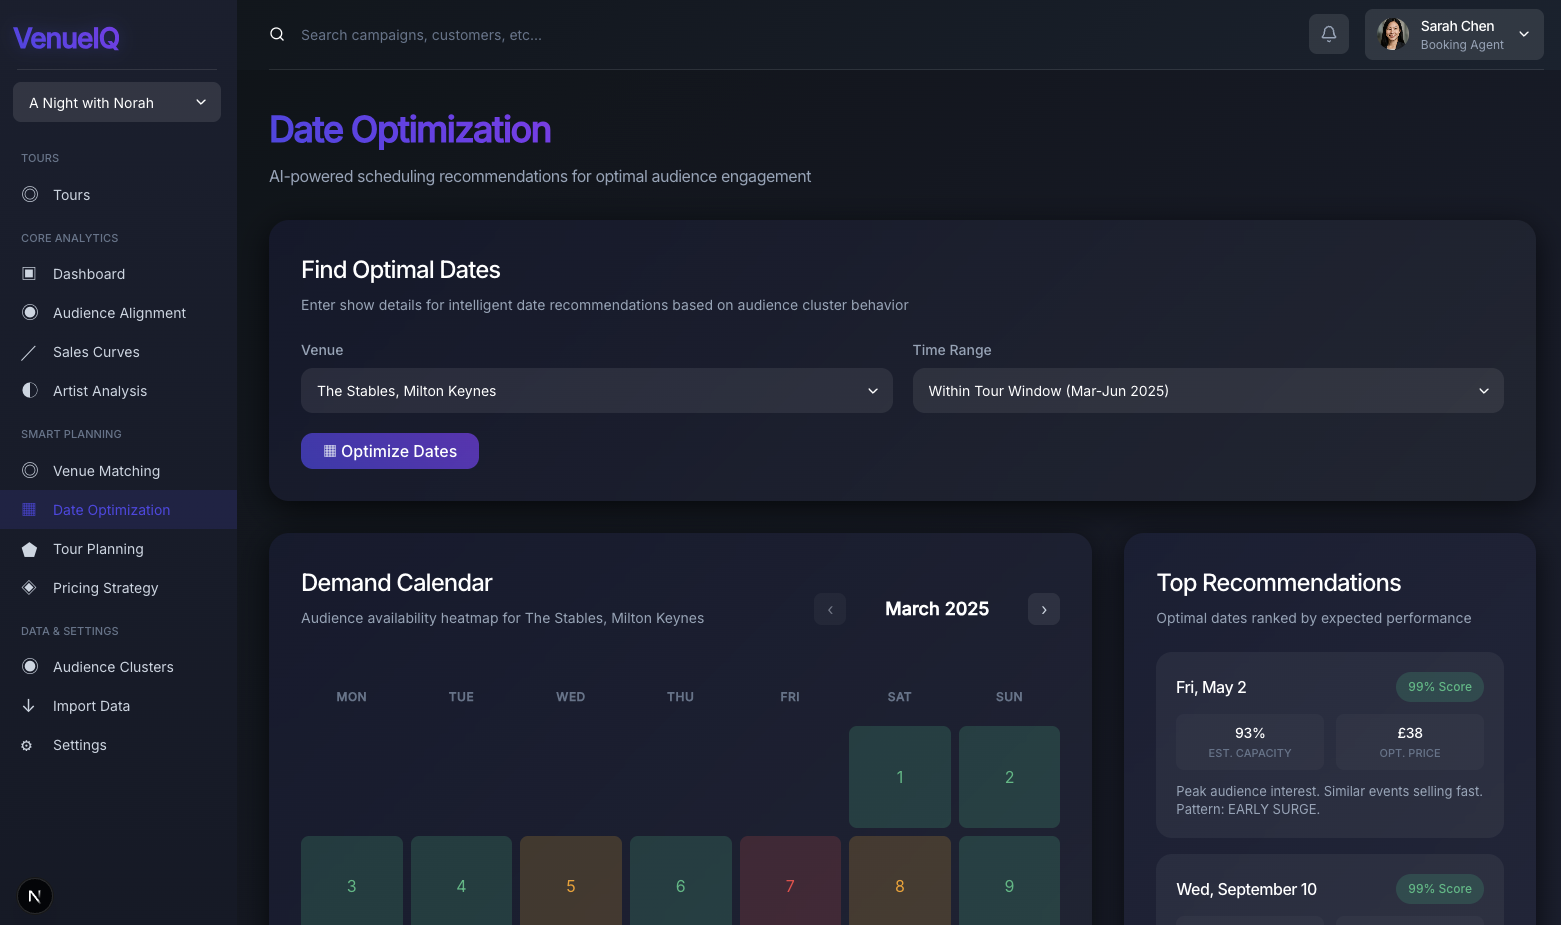 VenueIQ
Search campaigns, customers, etc...
Sarah Chen
Booking Agent
A Night with Norah
TOURS
Tours
CORE ANALYTICS
Dashboard
Audience Alignment
Sales Curves
Artist Analysis
SMART PLANNING
Venue Matching
Date Optimization
Tour Planning
Pricing Strategy
DATA & SETTINGS
Audience Clusters
Import Data
Settings
N
Date Optimization
AI-powered scheduling recommendations for optimal audience engagement
Find Optimal Dates
Enter show details for intelligent date recommendations based on audience cluster behavior
Venue
Time Range
The Stables, Milton Keynes
Within Tour Window (Mar-Jun 2025)
Optimize Dates
Demand Calendar
Audience availability heatmap for The Stables, Milton Keynes
‹ March 2025 ›
MON TUE WED THU FRI SAT SUN
1 2
3 4 5 6 7 8 9
Top Recommendations
Optimal dates ranked by expected performance
Fri, May 2
99% Score
93%
EST. CAPACITY
£38
OPT. PRICE
Peak audience interest. Similar events selling fast.
Pattern: EARLY SURGE.
Wed, September 10
99% Score